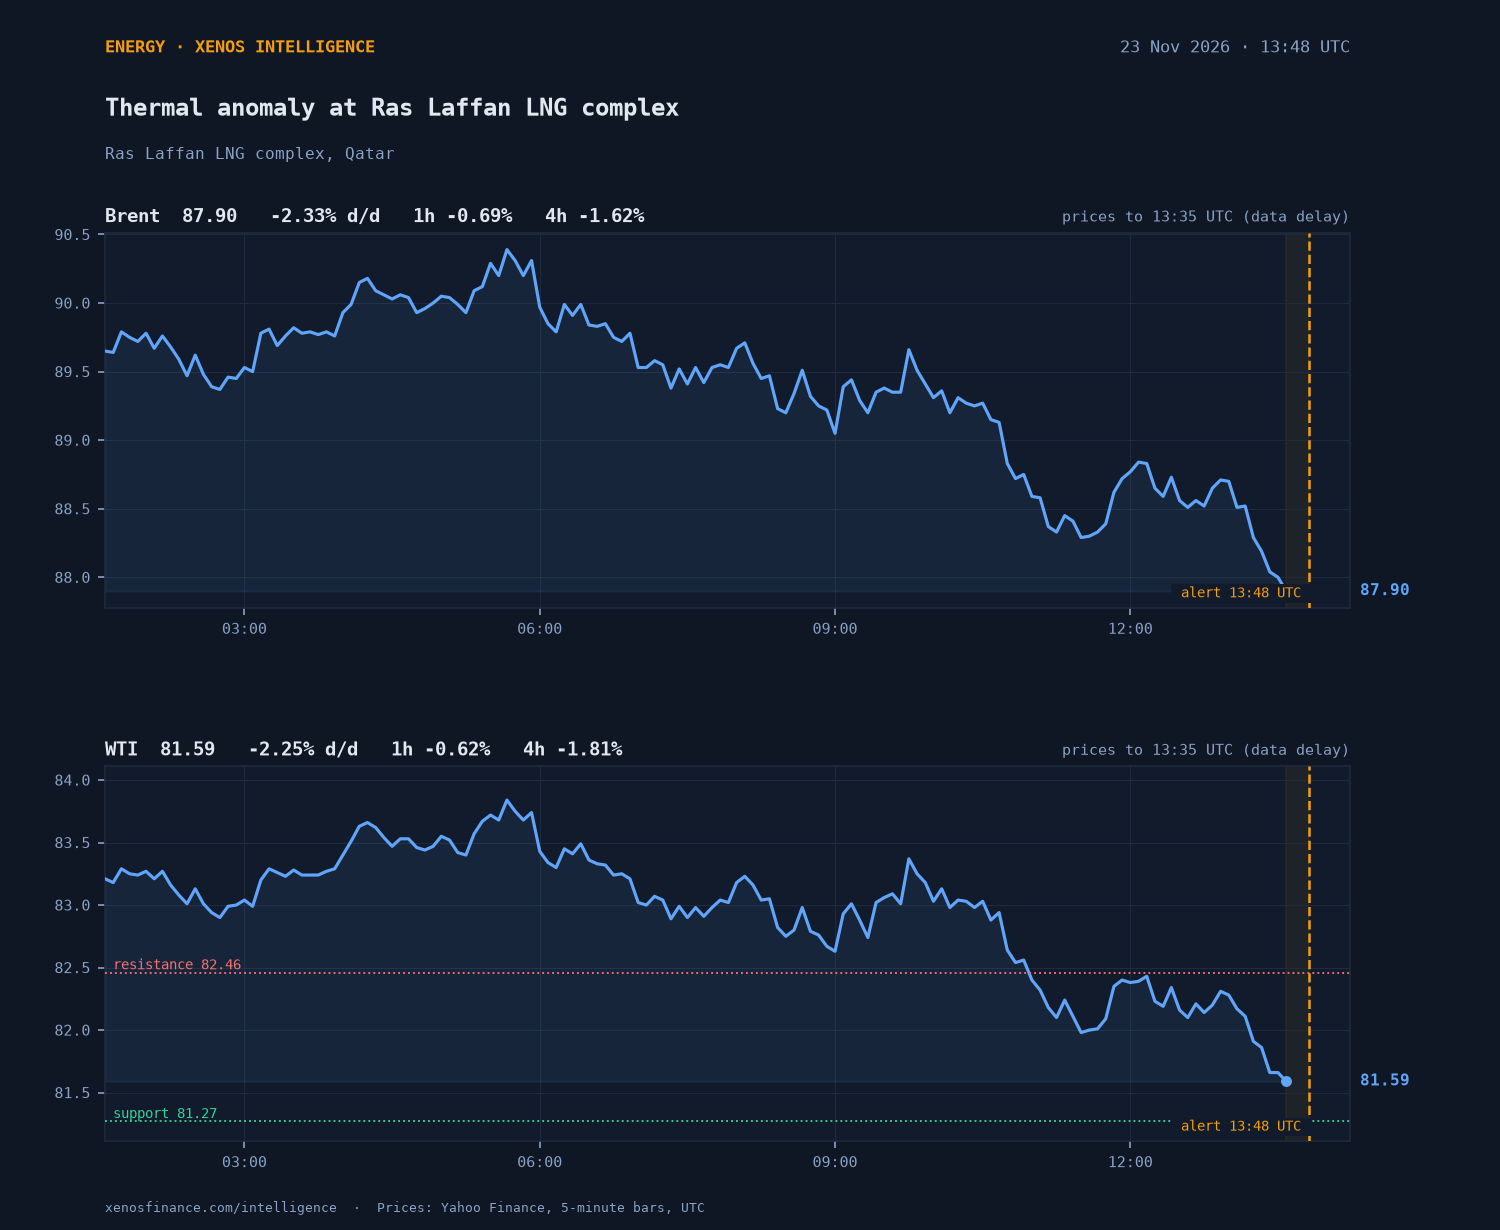 ENERGY · XENOS INTELLIGENCE
23 Nov 2026 · 13:48 UTC
Thermal anomaly at Ras Laffan LNG complex
Ras Laffan LNG complex, Qatar
Brent  87.90   -2.33% d/d   1h -0.69%   4h -1.62%
prices to 13:35 UTC (data delay)
90.5
90.0
89.5
89.0
88.5
88.0
alert 13:48 UTC
87.90
03:00
06:00
09:00
12:00
WTI  81.59   -2.25% d/d   1h -0.62%   4h -1.81%
prices to 13:35 UTC (data delay)
84.0
83.5
83.0
82.5
resistance 82.46
82.0
81.5
81.59
support 81.27
alert 13:48 UTC
03:00
06:00
09:00
12:00
xenosfinance.com/intelligence  ·  Prices: Yahoo Finance, 5-minute bars, UTC